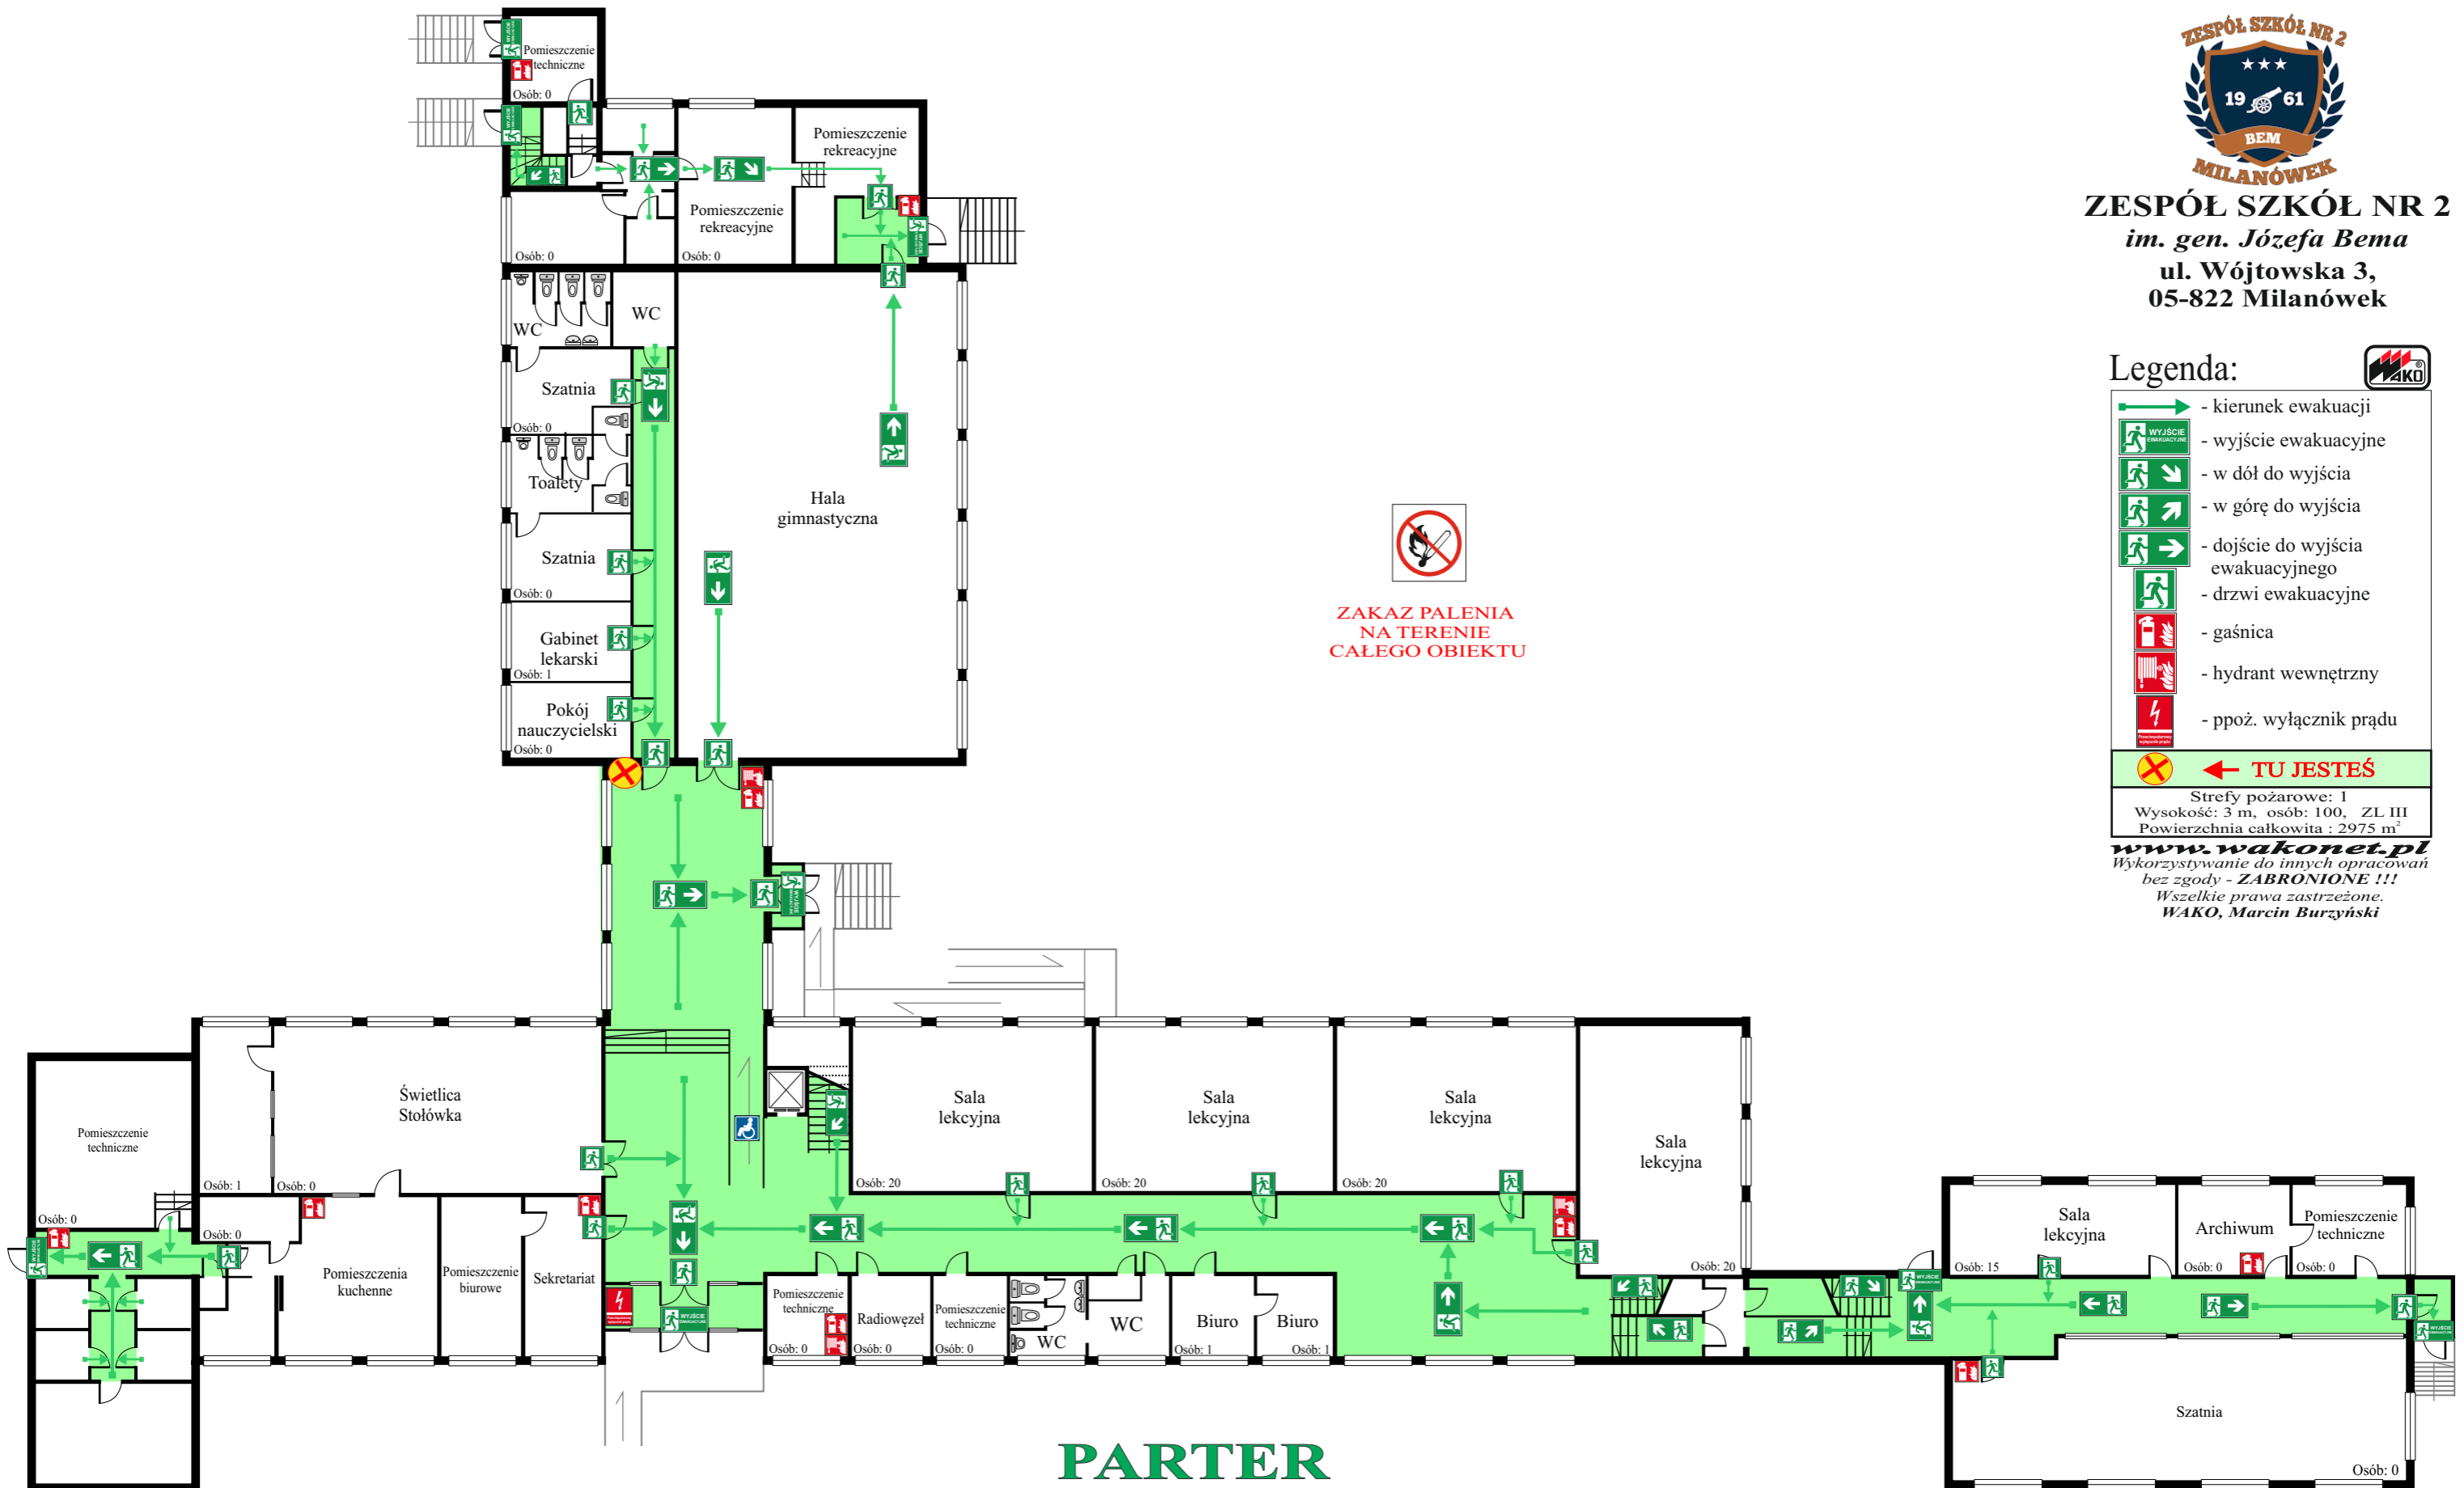 ZESPÓŁ SZKÓŁ NR 2
19 61
BEM
MILANÓWEK
ZESPÓŁ SZKÓŁ NR 2
im. gen. Józefa Bema
ul. Wójtowska 3,
05-822 Milanówek
Legenda:
WAKO®
- kierunek ewakuacji
WYJŚCIE
EWAKUACYJNE
- wyjście ewakuacyjne
- w dół do wyjścia
- w górę do wyjścia
- dojście do wyjścia
ewakuacyjnego
- drzwi ewakuacyjne
- gaśnica
- hydrant wewnętrzny
- ppoż. wyłącznik prądu
Przeciwpożarowy
wyłącznik prądu
TU JESTEŚ
Strefy pożarowe: 1
Wysokość: 3 m, osób: 100, ZL III
Powierzchnia całkowita : 2975 m²
www.wakonet.pl
Wykorzystywanie do innych opracowań
bez zgody - ZABRONIONE !!!
Wszelkie prawa zastrzeżone.
WAKO, Marcin Burzyński
Pomieszczenie
techniczne
Osób: 0
Pomieszczenie
rekreacyjne
Pomieszczenie
rekreacyjne
Osób: 0
Osób: 0
WC
WC
Szatnia
Osób: 0
Toalety
Szatnia
Osób: 0
Gabinet
lekarski
Osób: 1
Pokój
nauczycielski
Osób: 0
Hala
gimnastyczna
ZAKAZ PALENIA
NA TERENIE
CAŁEGO OBIEKTU
Pomieszczenie
techniczne
Osób: 0
Świetlica
Stołówka
Osób: 1
Osób: 0
Osób: 0
Pomieszczenia
kuchenne
Pomieszczenie
biurowe
Sekretariat
Sala
lekcyjna
Osób: 20
Sala
lekcyjna
Osób: 20
Sala
lekcyjna
Osób: 20
Sala
lekcyjna
Osób: 20
Pomieszczenie
techniczne
Osób: 0
Radiowęzeł
Osób: 0
Pomieszczenie
techniczne
Osób: 0
WC
WC
Biuro
Osób: 1
Biuro
Osób: 1
Sala
lekcyjna
Osób: 15
Archiwum
Osób: 0
Pomieszczenie
techniczne
Osób: 0
Szatnia
Osób: 0
PARTER